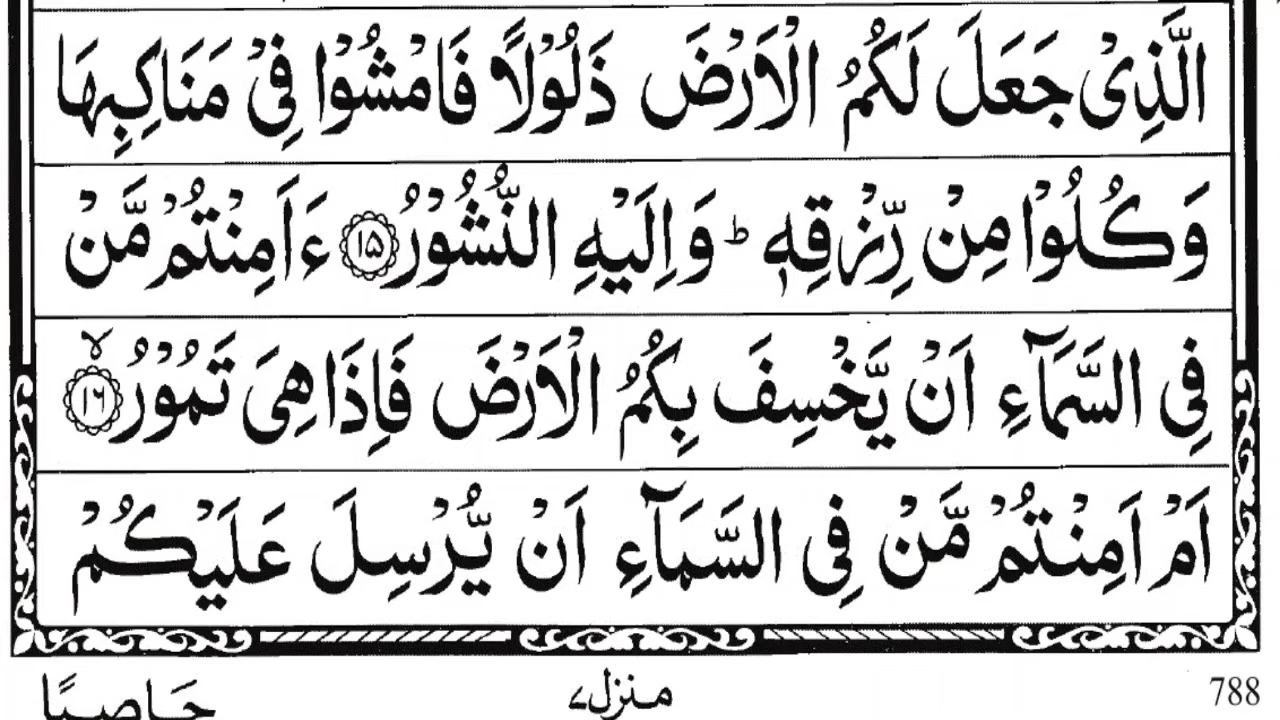 الَّذِىْ جَعَلَ لَكُمُ الْاَرْضَ ذَلُوْلًا فَامْشُوْا فِىْ مَنَاكِبِهَا
وَكُلُوْا مِنْ رِّزْقِهٖ ؕ وَاِلَيْهِ النُّشُوْرُ ۝۱۵ ءَاَمِنْتُمْ مَّنْ
فِى السَّمَآءِ اَنْ يَّخْسِفَ بِكُمُ الْاَرْضَ فَاِذَا هِىَ تَمُوْرُ ۙ۝۱۶
اَمْ اَمِنْتُمْ مَّنْ فِى السَّمَآءِ اَنْ يُّرْسِلَ عَلَيْكُمْ
حَاصِبًا منزل۷ 788